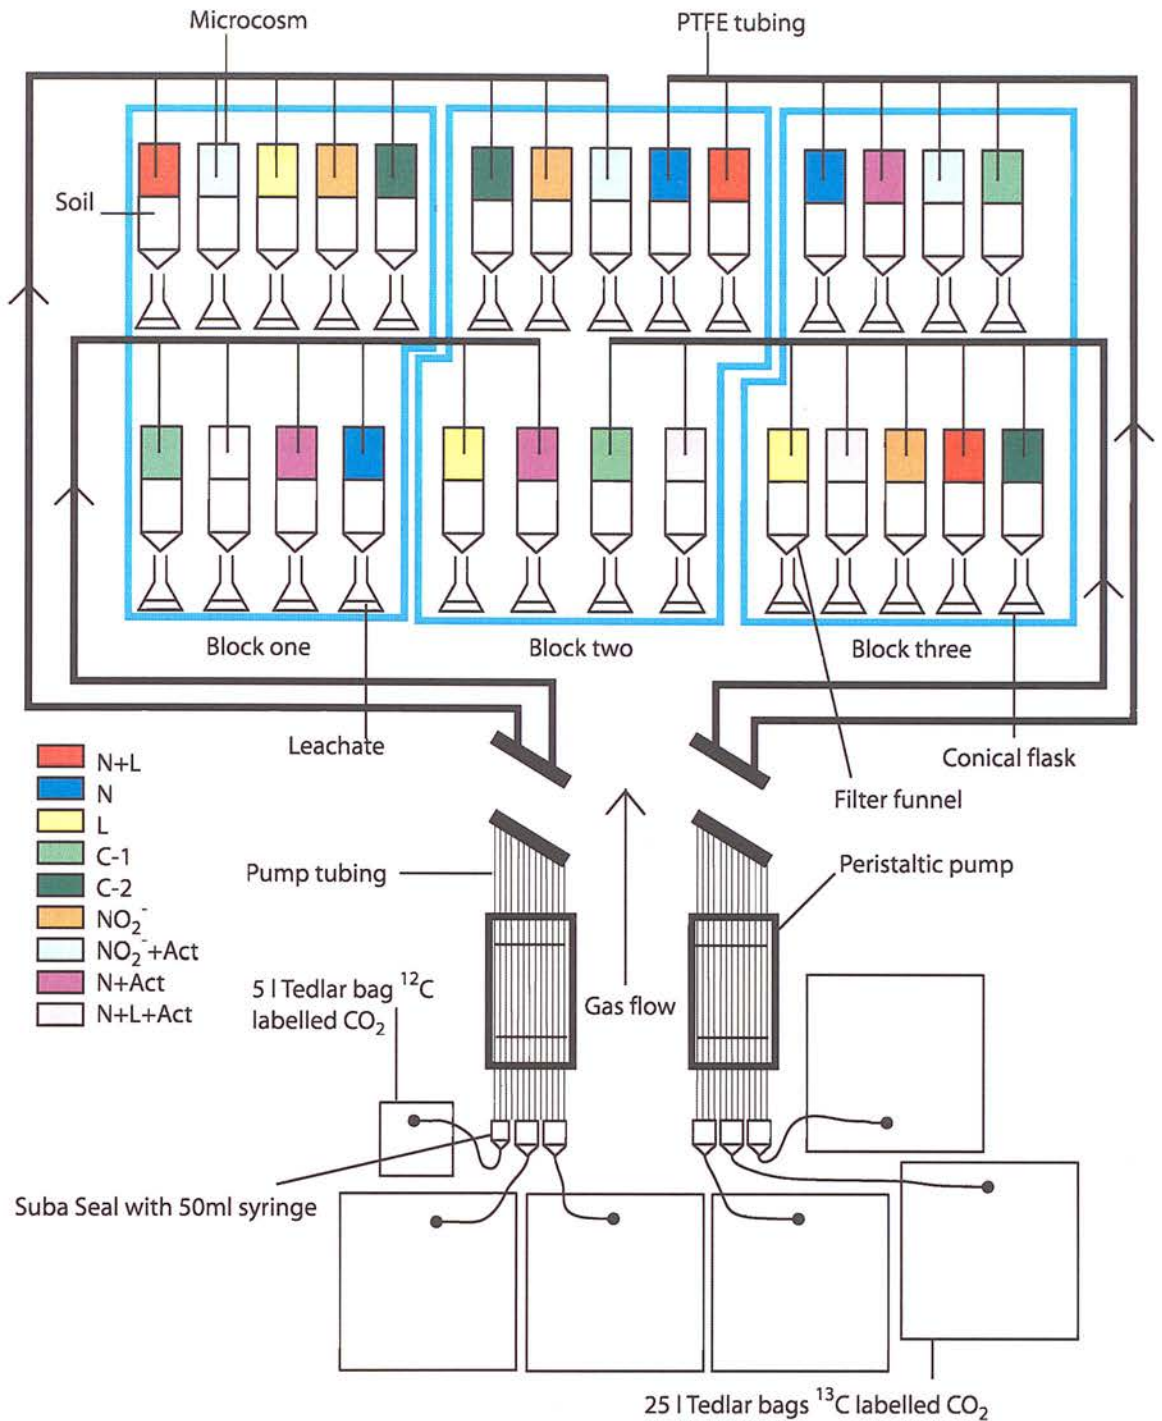 Microcosm
PTFE tubing
Soil
Block one
Block two
Block three
Leachate
Conical flask
Filter funnel
N+L
N
L
C-1
C-2
NO₂⁻
NO₂⁻+Act
N+Act
N+L+Act
Pump tubing
Peristaltic pump
5 l Tedlar bag ¹²C
labelled CO₂
Gas flow
Suba Seal with 50ml syringe
25 l Tedlar bags ¹³C labelled CO₂